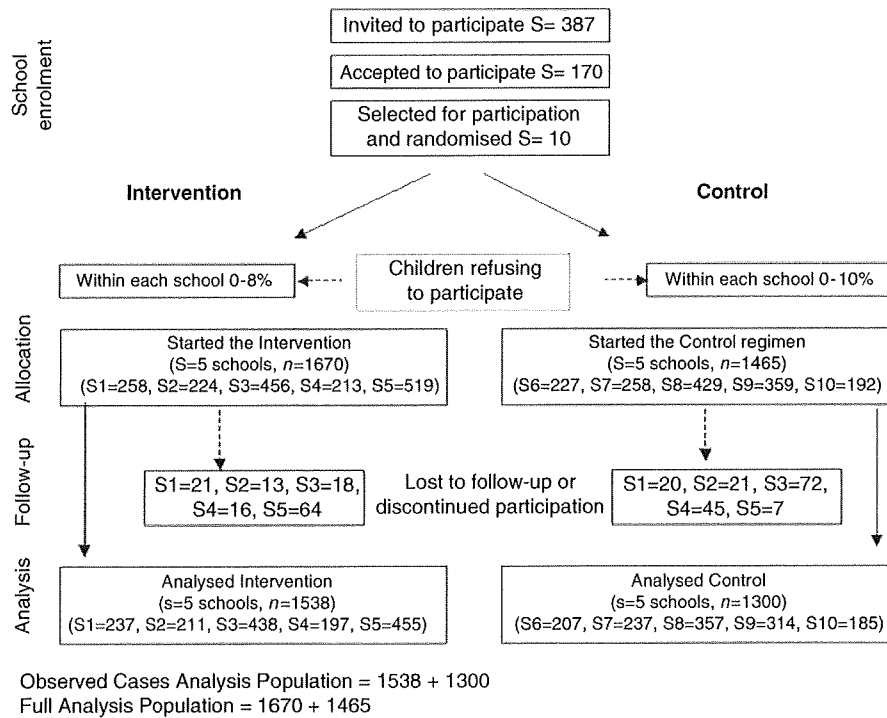 School
enrolment
Invited to participate S= 387
Accepted to participate S= 170
Selected for participation
and randomised S= 10
Intervention
Control
Within each school 0-8%
Children refusing
to participate
Within each school 0-10%
Allocation
Started the Intervention
(S=5 schools, n=1670)
(S1=258, S2=224, S3=456, S4=213, S5=519)
Started the Control regimen
(S=5 schools, n=1465)
(S6=227, S7=258, S8=429, S9=359, S10=192)
Follow-up
S1=21, S2=13, S3=18,
S4=16, S5=64
Lost to follow-up or
discontinued participation
S1=20, S2=21, S3=72,
S4=45, S5=7
Analysis
Analysed Intervention
(s=5 schools, n=1538)
(S1=237, S2=211, S3=438, S4=197, S5=455)
Analysed Control
(s=5 schools, n=1300)
(S6=207, S7=237, S8=357, S9=314, S10=185)
Observed Cases Analysis Population = 1538 + 1300
Full Analysis Population = 1670 + 1465